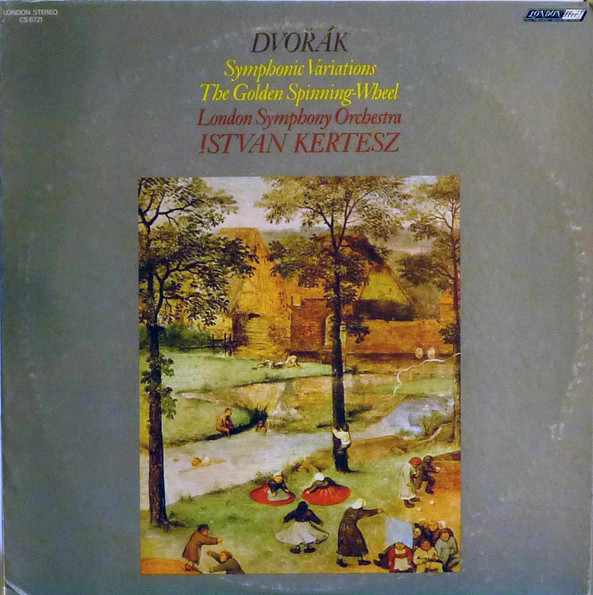 LONDON STEREO
CS 6721
LONDON ffrr
DVOŘÁK
Symphonic Variations
The Golden Spinning-Wheel
London Symphony Orchestra
ISTVAN KERTESZ